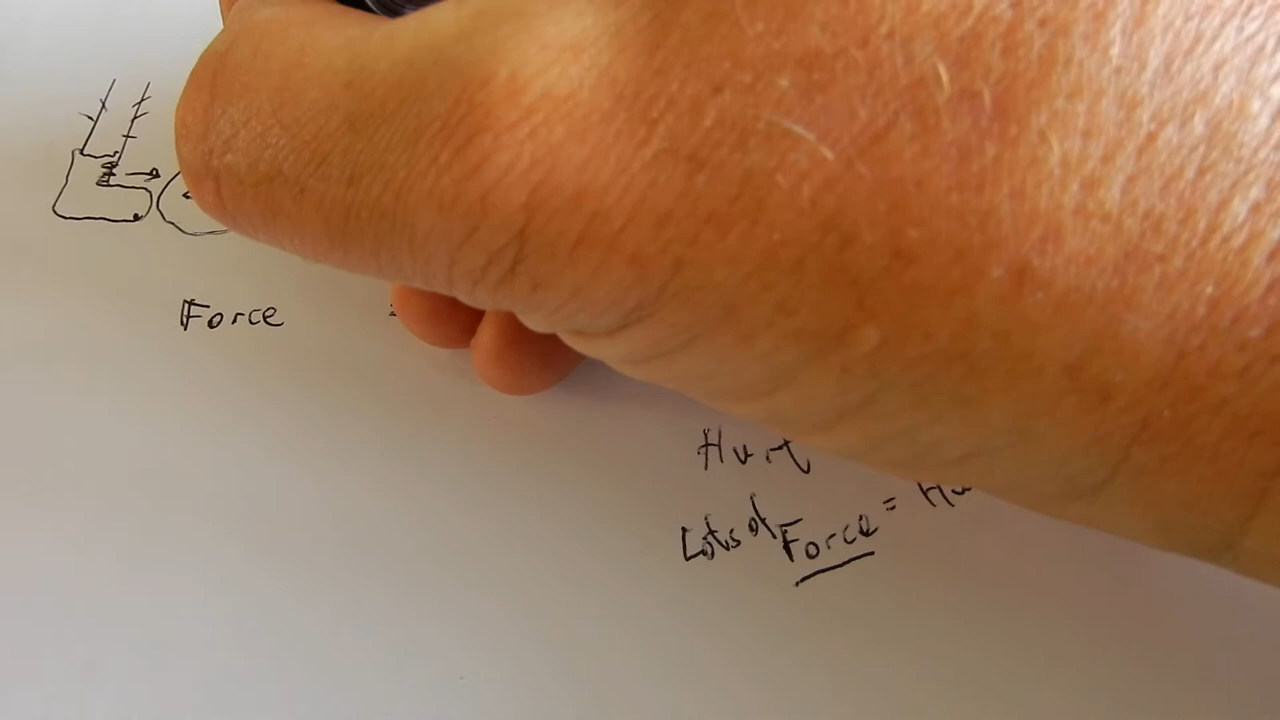 Force =
Hurt
Lots of Force =